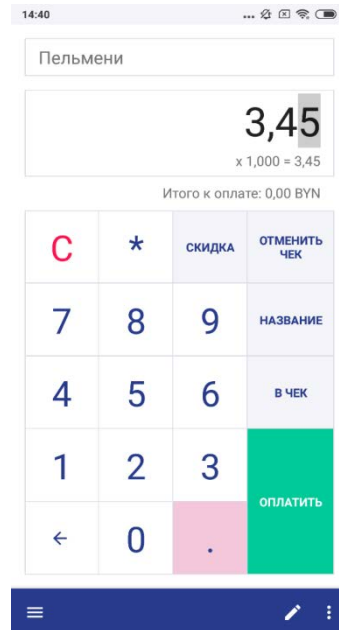 14:40
Пельмени
3,45
x 1,000 = 3,45
Итого к оплате: 0,00 BYN
C * СКИДКА ОТМЕНИТЬ
ЧЕК
7 8 9 НАЗВАНИЕ
4 5 6 В ЧЕК
1 2 3
ОПЛАТИТЬ
← 0 .